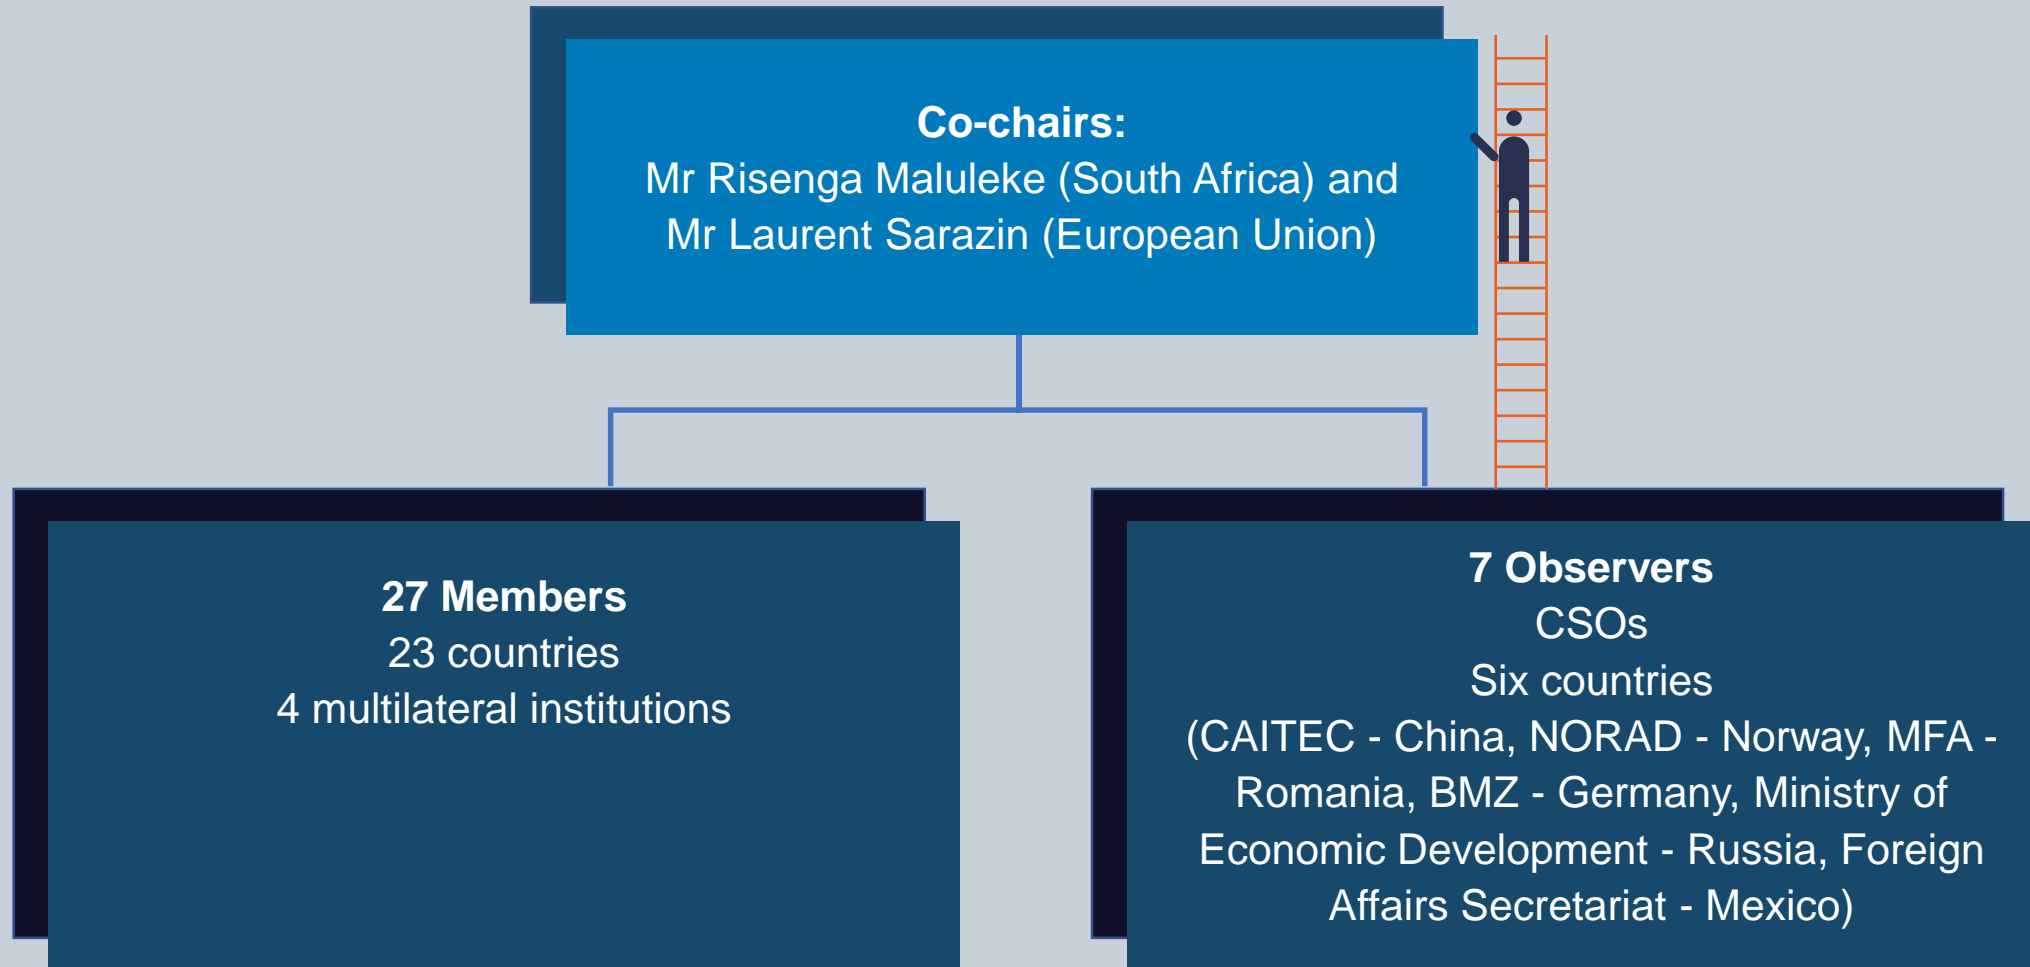 Co-chairs:
Mr Risenga Maluleke (South Africa) and
Mr Laurent Sarazin (European Union)
27 Members
23 countries
4 multilateral institutions
7 Observers
CSOs
Six countries
(CAITEC - China, NORAD - Norway, MFA -
Romania, BMZ - Germany, Ministry of
Economic Development - Russia, Foreign
Affairs Secretariat - Mexico)